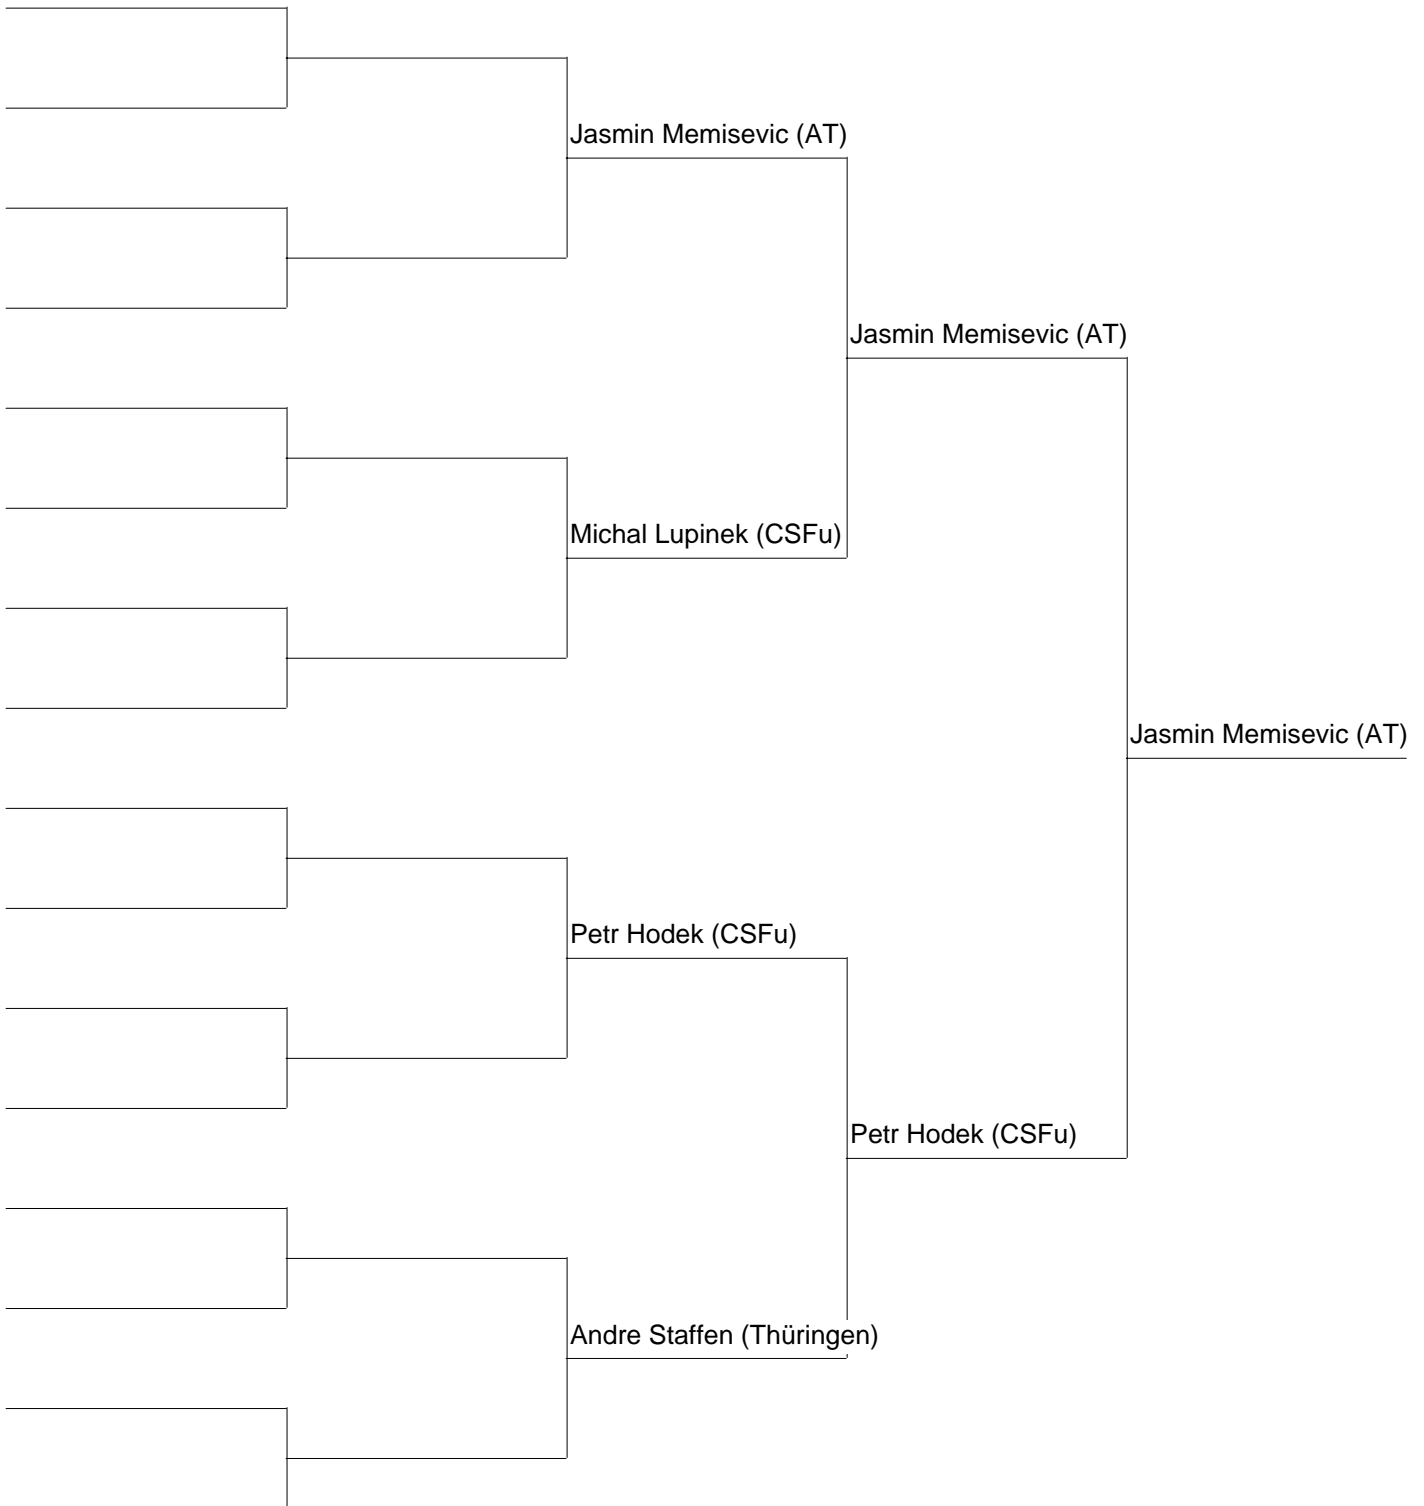 Jasmin Memisevic (AT)
Jasmin Memisevic (AT)
Michal Lupinek (CSFu)
Jasmin Memisevic (AT)
Petr Hodek (CSFu)
Petr Hodek (CSFu)
Andre Staffen (Thüringen)